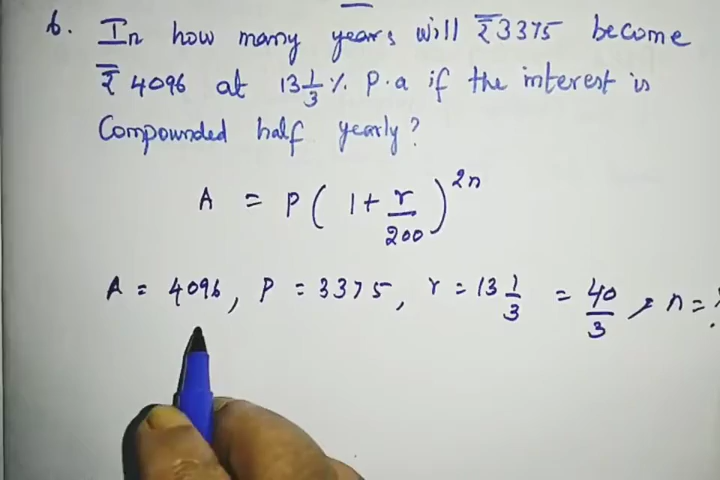 6. In how many years will ₹3375 become
₹4096 at 13 1/3 % P.a if the interest is
Compounded half yearly?
A = P(1 + r/200)^2n
A = 4096, P = 3375, r = 13 1/3 = 40/3, n = ?